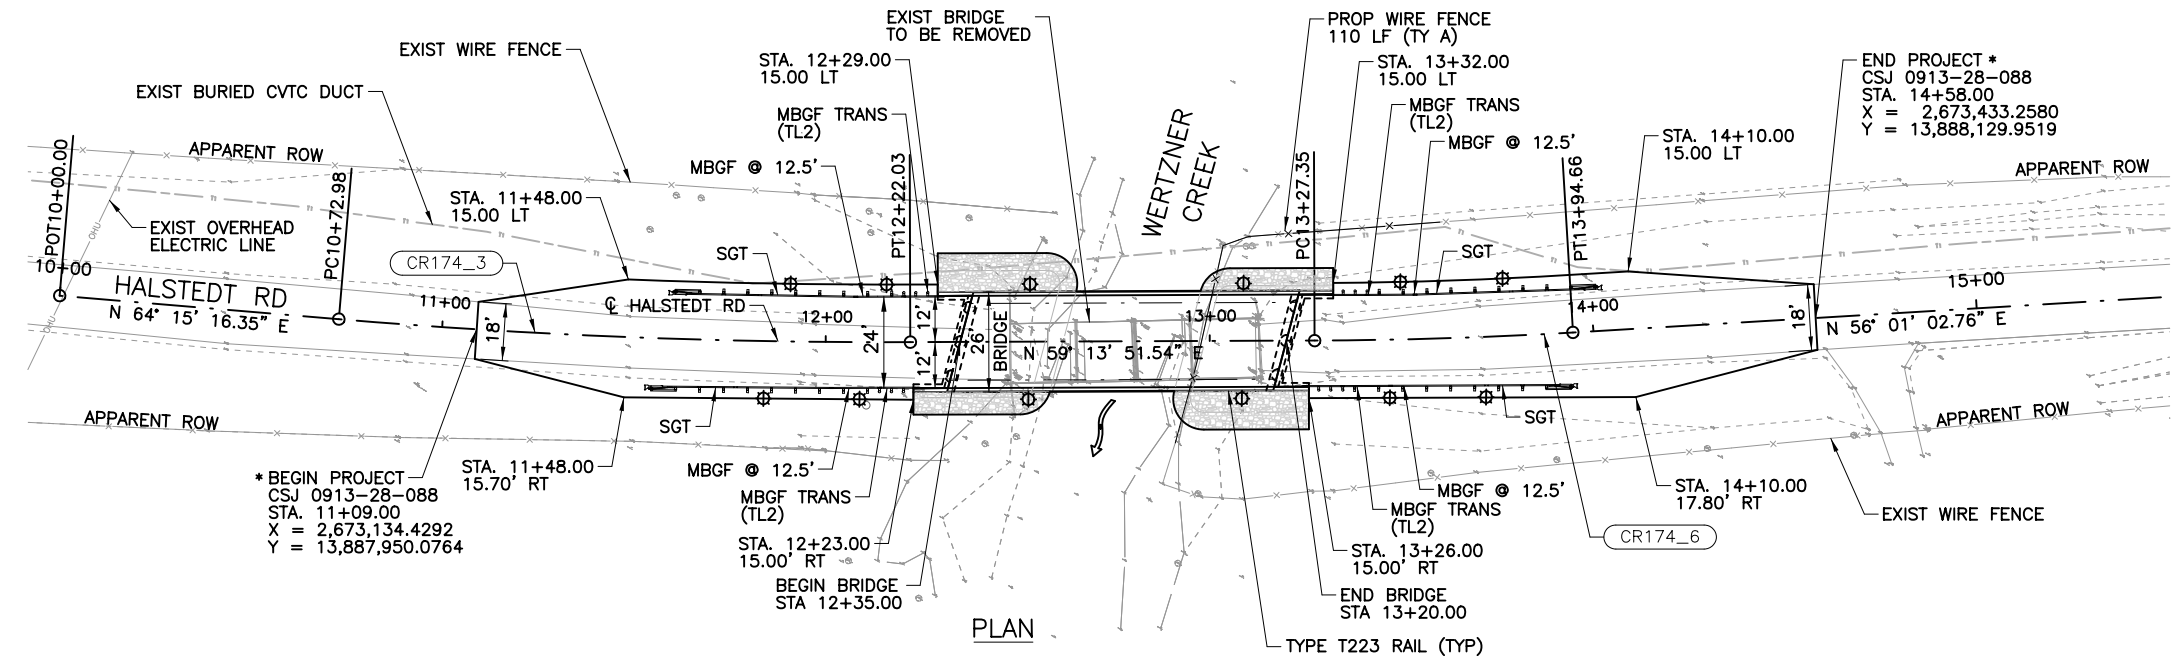 EXIST BRIDGE
TO BE REMOVED
PROP WIRE FENCE
110 LF (TY A)
EXIST WIRE FENCE
STA. 12+29.00
15.00 LT
STA. 13+32.00
15.00 LT
END PROJECT *
CSJ 0913-28-088
STA. 14+58.00
X = 2,673,433.2580
Y = 13,888,129.9519
EXIST BURIED CVTC DUCT
MBGF TRANS
(TL2)
WERTZNER
CREEK
MBGF TRANS
(TL2)
MBGF @ 12.5'
STA. 14+10.00
15.00 LT
APPARENT ROW
MBGF @ 12.5'
APPARENT ROW
POT10+00.00
PC10+72.98
STA. 11+48.00
15.00 LT
PT12+22.03
PC13+27.35
PT13+94.66
EXIST OVERHEAD
ELECTRIC LINE
OHU
OHU
CR174_3
SGT
SGT
10+00
HALSTEDT RD
N 64° 15' 16.35" E
11+00
18'
℄ HALSTEDT RD
12+00
24'
12'
12'
26'
BRIDGE
13+00
N 59° 13' 51.54" E
14+00
18'
15+00
N 56° 01' 02.76" E
APPARENT ROW
SGT
SGT
APPARENT ROW
* BEGIN PROJECT
CSJ 0913-28-088
STA. 11+09.00
X = 2,673,134.4292
Y = 13,887,950.0764
STA. 11+48.00
15.70' RT
MBGF @ 12.5'
MBGF TRANS
(TL2)
STA. 12+23.00
15.00' RT
BEGIN BRIDGE
STA 12+35.00
MBGF @ 12.5'
MBGF TRANS
(TL2)
STA. 13+26.00
15.00' RT
END BRIDGE
STA 13+20.00
TYPE T223 RAIL (TYP)
STA. 14+10.00
17.80' RT
CR174_6
EXIST WIRE FENCE
PLAN